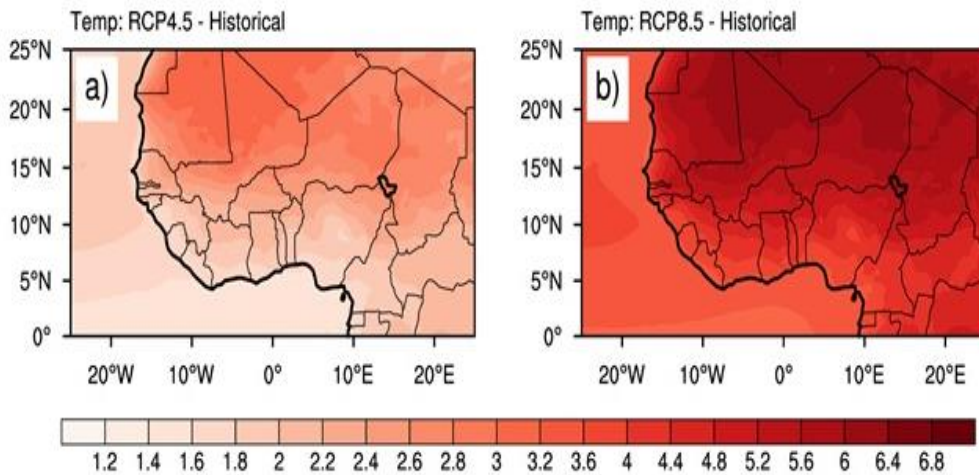 Temp: RCP4.5 - Historical
Temp: RCP8.5 - Historical
25°N
20°N
15°N
10°N
5°N
0°
a)
20°W 10°W 0° 10°E 20°E
25°N
20°N
15°N
10°N
5°N
0°
b)
20°W 10°W 0° 10°E 20°E
1.2 1.4 1.6 1.8 2 2.2 2.4 2.6 2.8 3 3.2 3.6 4 4.4 4.8 5.2 5.6 6 6.4 6.8